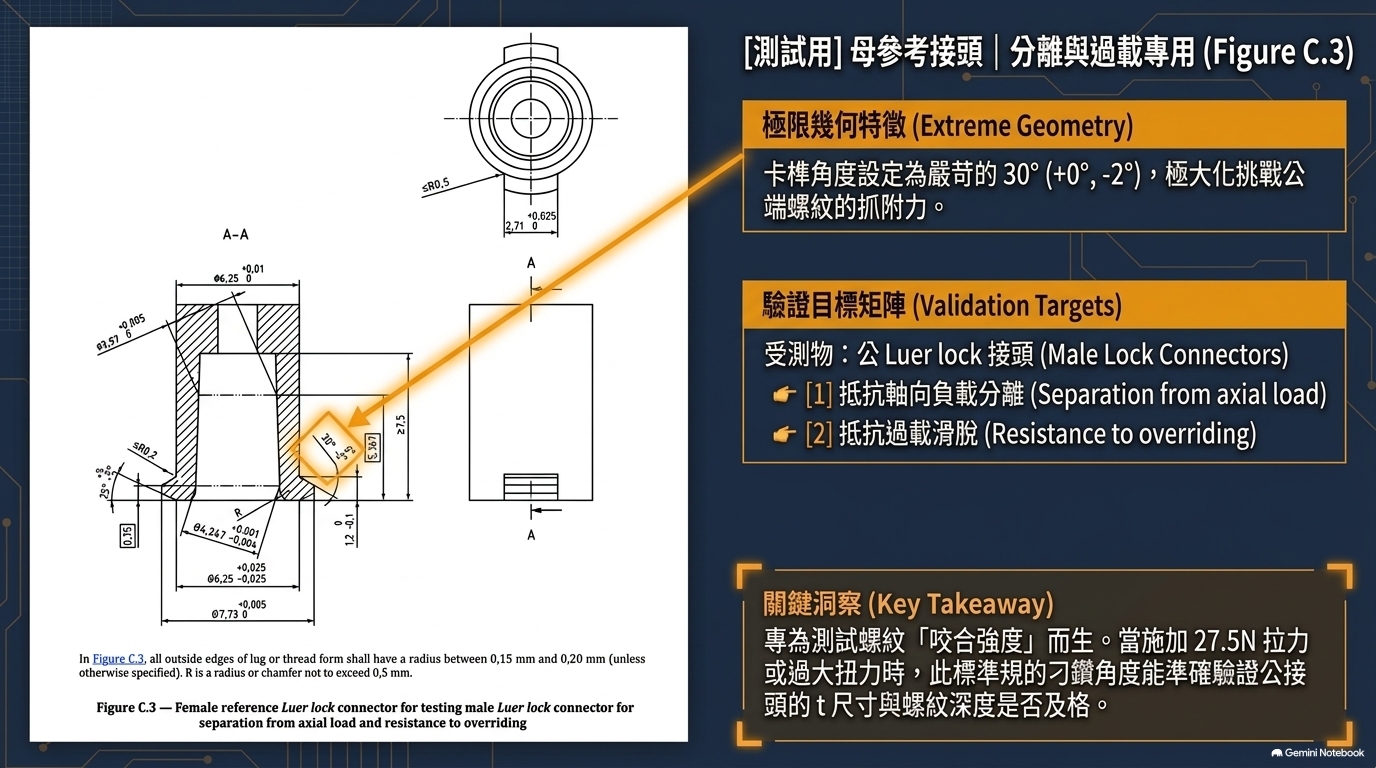 [測試用] 母參考接頭｜分離與過載專用 (Figure C.3)
極限幾何特徵 (Extreme Geometry)
卡榫角度設定為嚴苛的 30° (+0°, -2°)，極大化挑戰公
端螺紋的抓附力。
驗證目標矩陣 (Validation Targets)
受測物：公 Luer lock 接頭 (Male Lock Connectors)
[1] 抵抗軸向負載分離 (Separation from axial load)
[2] 抵抗過載滑脫 (Resistance to overriding)
關鍵洞察 (Key Takeaway)
專為測試螺紋「咬合強度」而生。當施加 27.5N 拉力
或過大扭力時，此標準規的刁鑽角度能準確驗證公接
頭的 t 尺寸與螺紋深度是否及格。
≤R0,5
2,71 +0.625 0
A-A
A
Ø6,25 +0,01 0
≥7,5
30°
≤R0,2
0,15
R
Ø4,247 +0.001 -0,004
1,2 0 -0,1
A
Ø6,25 +0,025 -0,025
Ø7,73 +0,005 0
In Figure C.3, all outside edges of lug or thread form shall have a radius between 0,15 mm and 0,20 mm (unless
otherwise specified). R is a radius or chamfer not to exceed 0,5 mm.
Figure C.3 — Female reference Luer lock connector for testing male Luer lock connector for
separation from axial load and resistance to overriding
Gemini Notebook